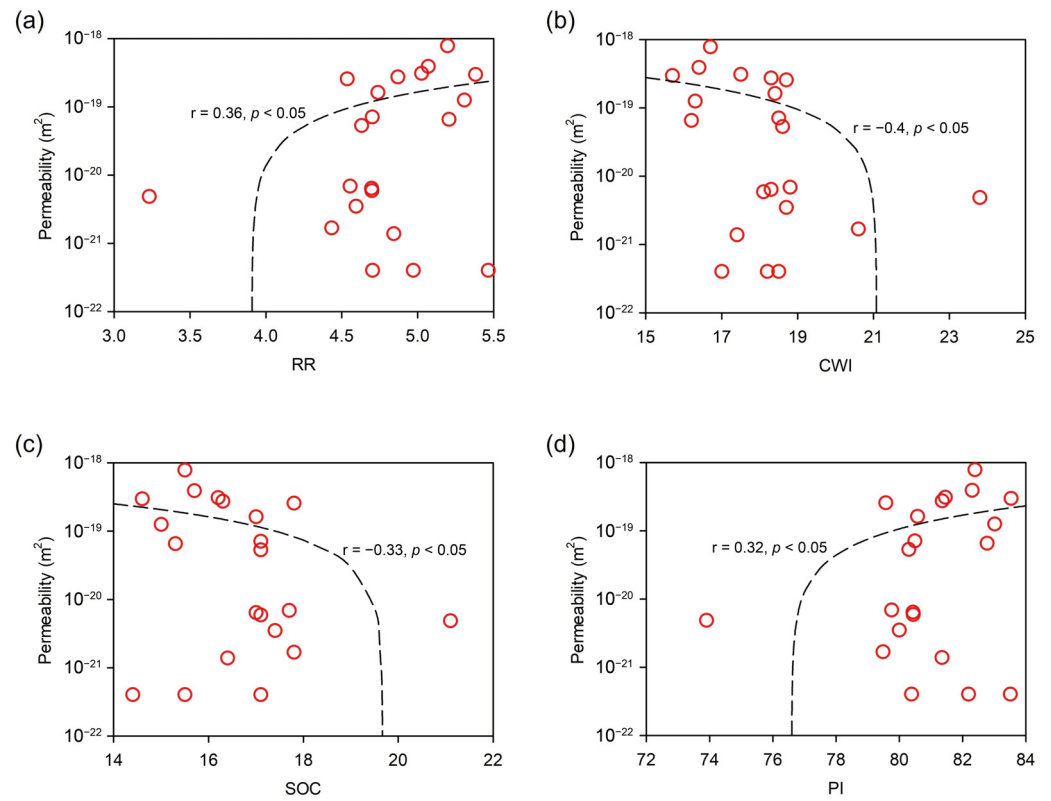 (a)
Permeability (m²)
10⁻¹⁸
10⁻¹⁹
10⁻²⁰
10⁻²¹
10⁻²²
r = 0.36, p < 0.05
3.0 3.5 4.0 4.5 5.0 5.5
RR
(b)
Permeability (m²)
10⁻¹⁸
10⁻¹⁹
10⁻²⁰
10⁻²¹
10⁻²²
r = −0.4, p < 0.05
15 17 19 21 23 25
CWI
(c)
Permeability (m²)
10⁻¹⁸
10⁻¹⁹
10⁻²⁰
10⁻²¹
10⁻²²
r = −0.33, p < 0.05
14 16 18 20 22
SOC
(d)
Permeability (m²)
10⁻¹⁸
10⁻¹⁹
10⁻²⁰
10⁻²¹
10⁻²²
r = 0.32, p < 0.05
72 74 76 78 80 82 84
PI